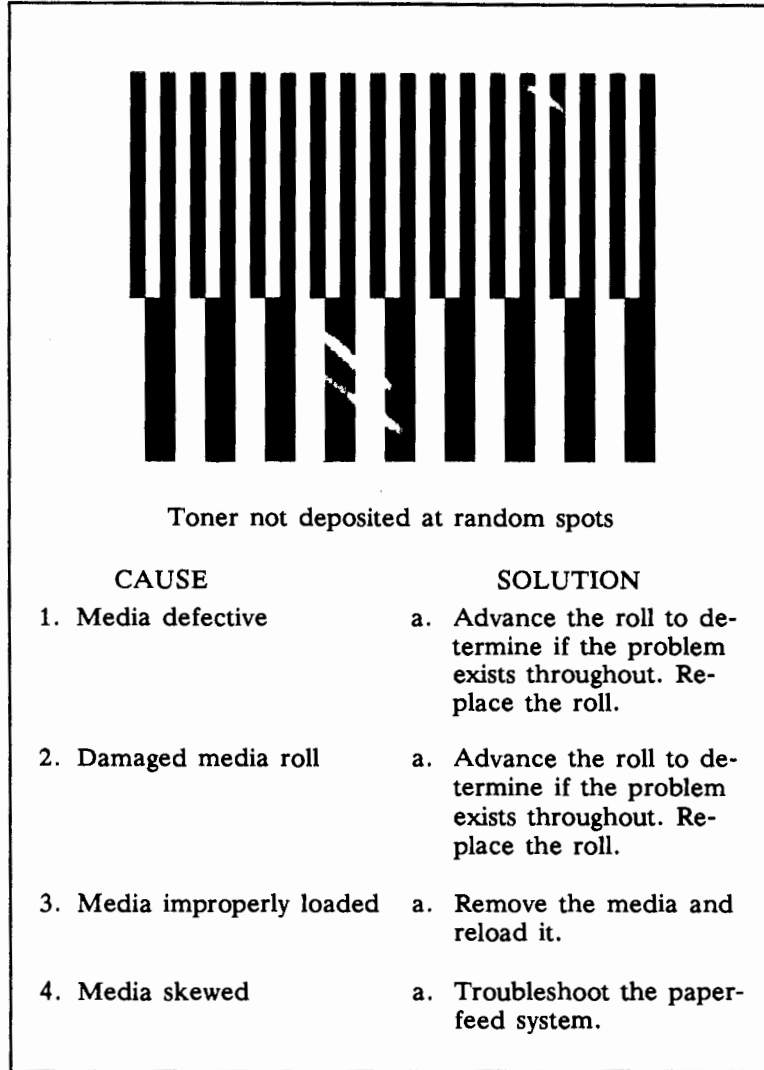 Toner not deposited at random spots
CAUSE SOLUTION
1. Media defective a. Advance the roll to de-
termine if the problem
exists throughout. Re-
place the roll.
2. Damaged media roll a. Advance the roll to de-
termine if the problem
exists throughout. Re-
place the roll.
3. Media improperly loaded a. Remove the media and
reload it.
4. Media skewed a. Troubleshoot the paper-
feed system.